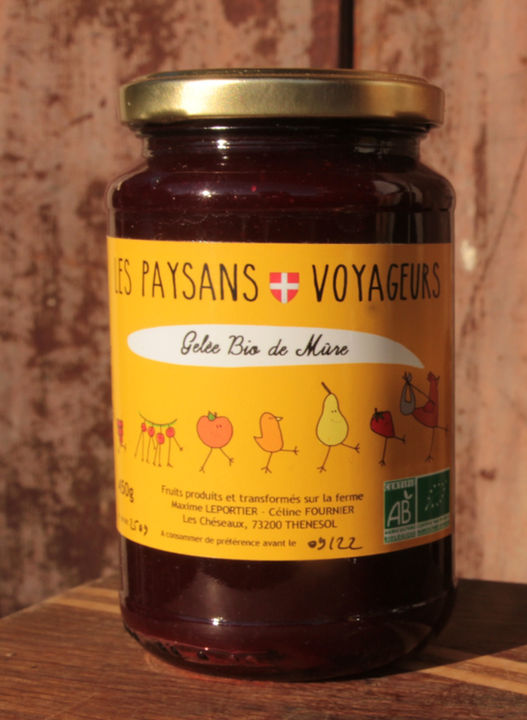 LES PAYSANS VOYAGEURS
Gelée Bio de Mûre
450g
Fruits produits et transformés sur la ferme
Maxime LEPORTIER - Céline FOURNIER
Les Chéseaux, 73200 THENESOL
A consommer de préférence avant le 09/22
AB